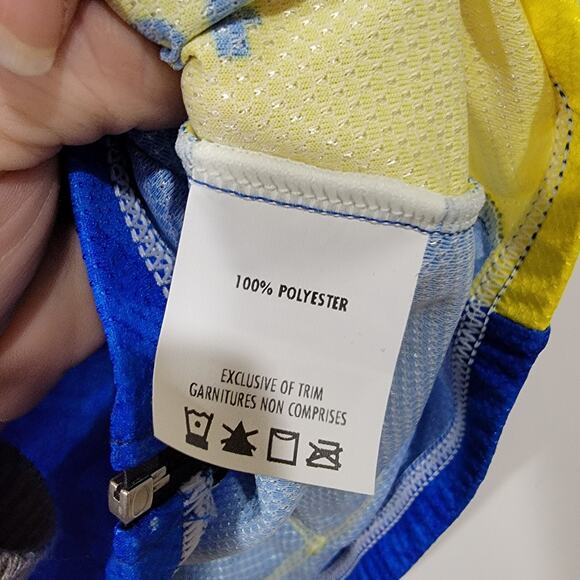 100% POLYESTER
EXCLUSIVE OF TRIM
GARNITURES NON COMPRISES